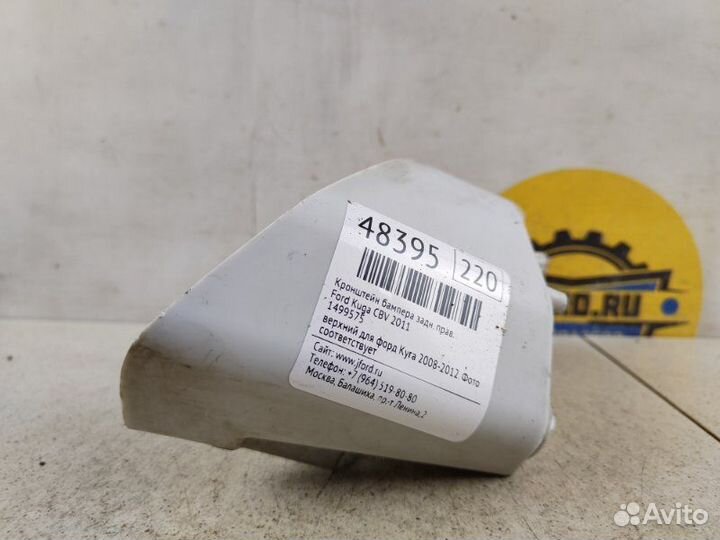 48395 220
Кронштейн бампера задн. прав.
Ford Kuga CBV 2011
1499575
верхний для форд Куга 2008-2012 Фото
соответствует
Сайт: www.jford.ru
Телефон: +7 (964) 519-80-80
Москва, Балашиха, пр-т Ленина,2
D.RU
Avito